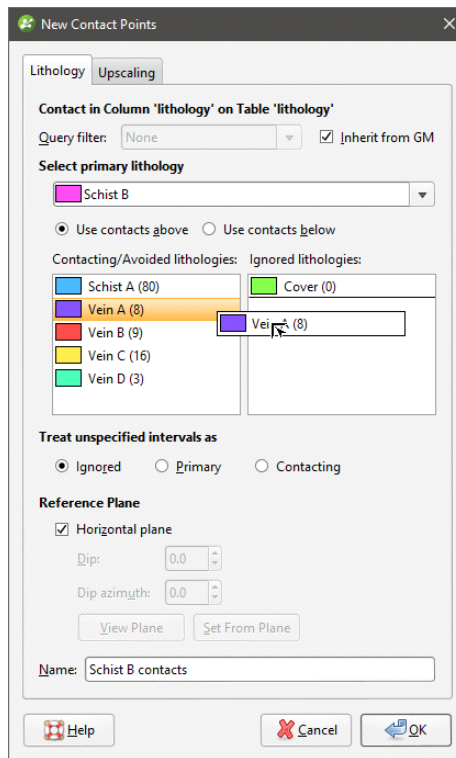 New Contact Points
Lithology Upscaling
Contact in Column 'lithology' on Table 'lithology'
Query filter: None Inherit from GM
Select primary lithology
Schist B
Use contacts above Use contacts below
Contacting/Avoided lithologies: Ignored lithologies:
Schist A (80) Cover (0)
Vein A (8)
Vein A (8)
Vein B (9)
Vein C (16)
Vein D (3)
Treat unspecified intervals as
Ignored Primary Contacting
Reference Plane
Horizontal plane
Dip: 0.0
Dip azimuth: 0.0
View Plane Set From Plane
Name: Schist B contacts
Help Cancel OK